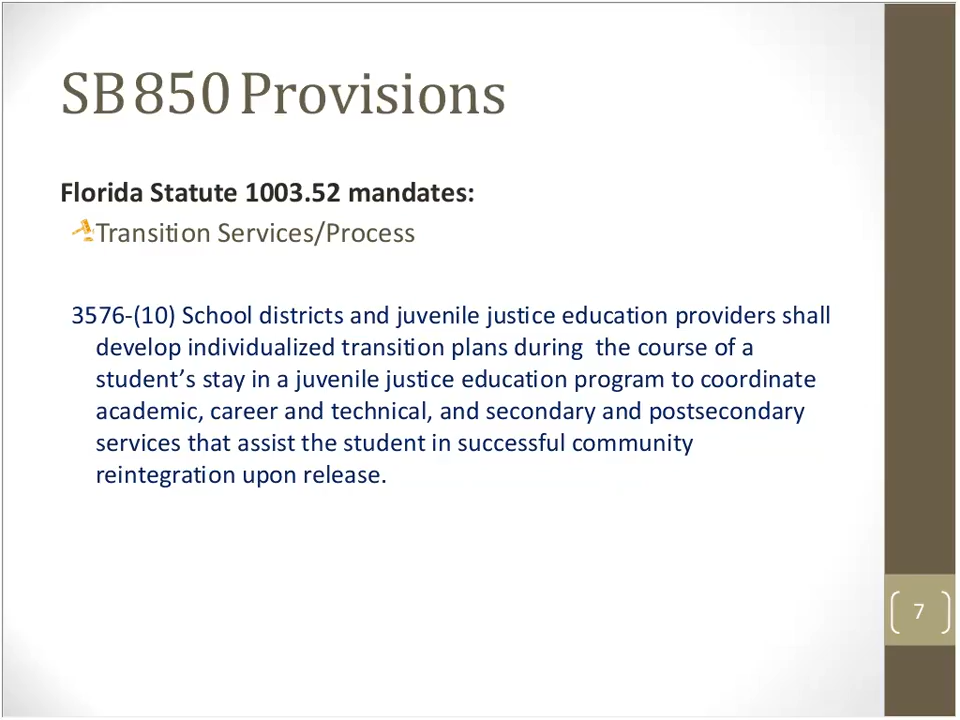 SB 850 Provisions
Florida Statute 1003.52 mandates:
Transition Services/Process
3576-(10) School districts and juvenile justice education providers shall
develop individualized transition plans during  the course of a
student’s stay in a juvenile justice education program to coordinate
academic, career and technical, and secondary and postsecondary
services that assist the student in successful community
reintegration upon release.
7